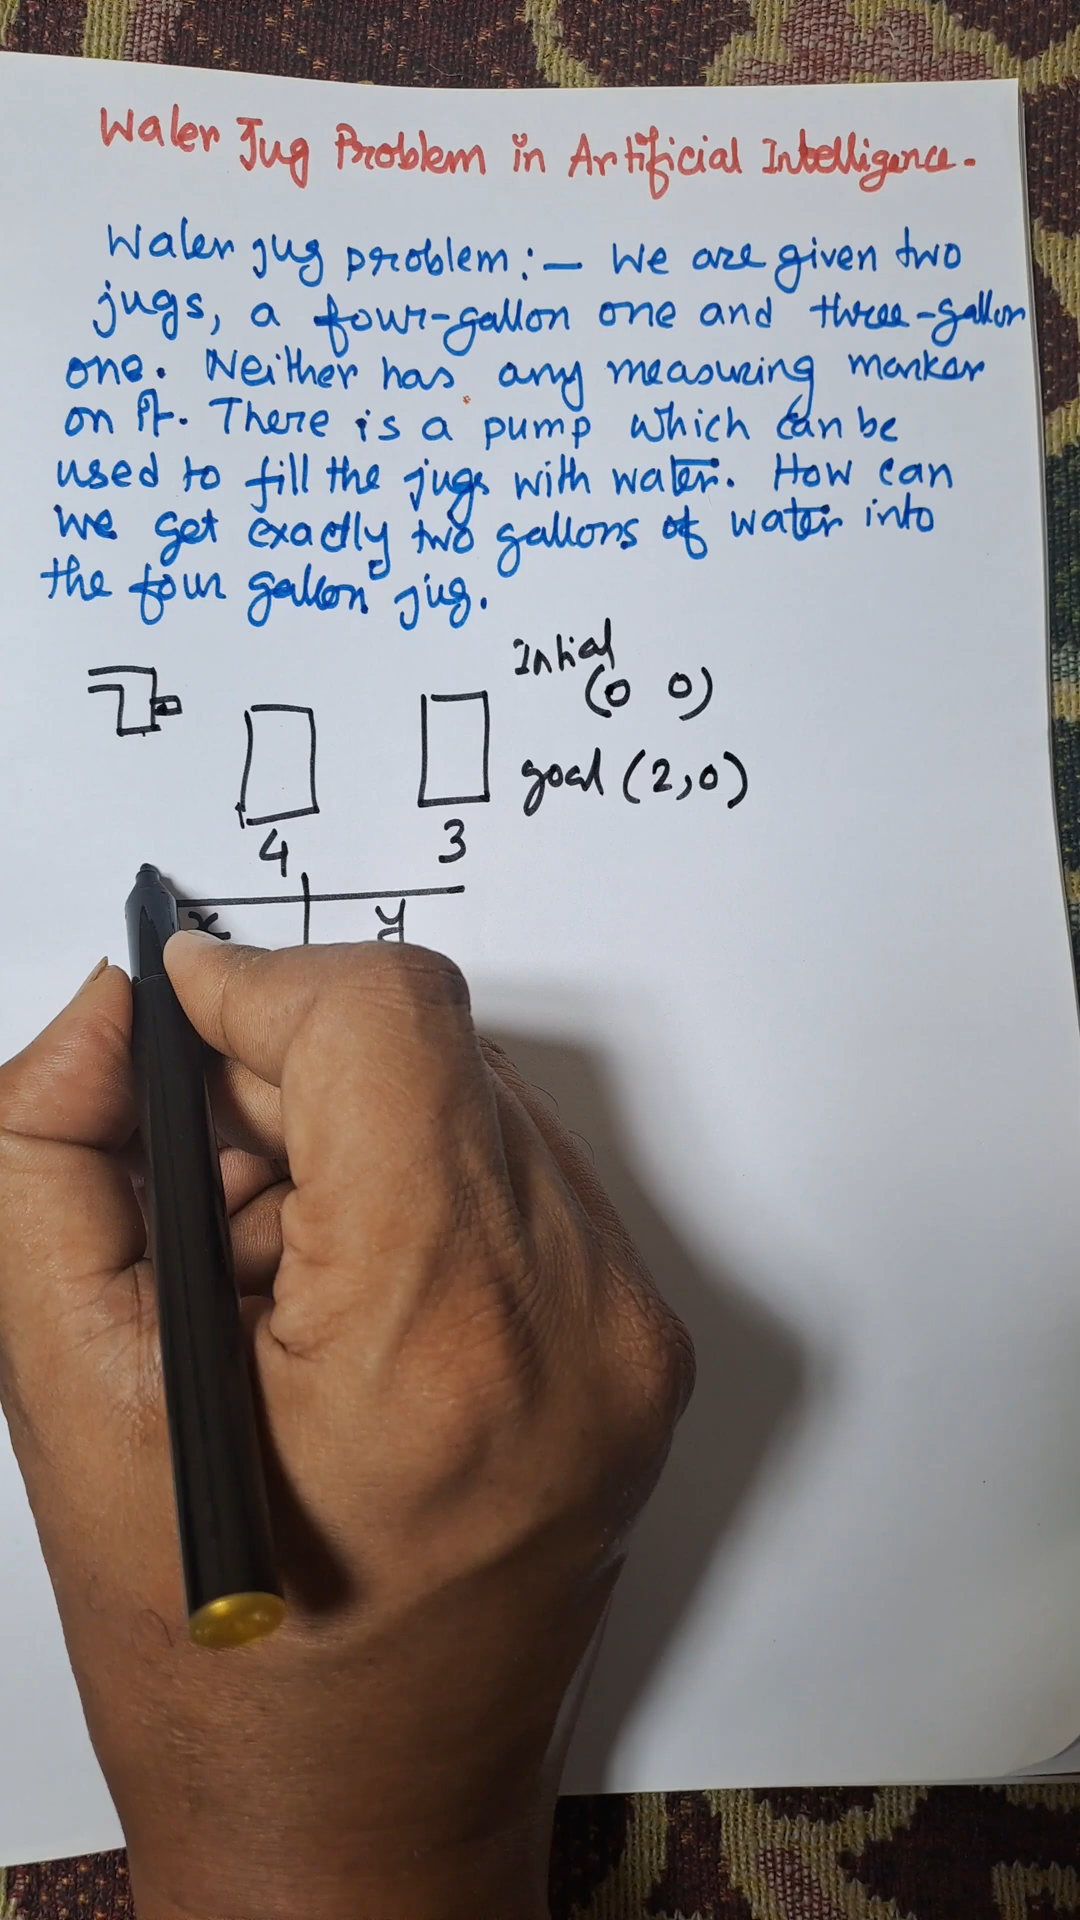 Water Jug Problem in Artificial Intelligence.
Water jug problem:- We are given two
jugs, a four-gallon one and three-gallon
one. Neither has any measuring marker
on it. There is a pump which can be
used to fill the jugs with water. How can
we get exactly two gallons of water into
the four gallon jug.
Intial
(0 0)
goal (2,0)
4 3
x y